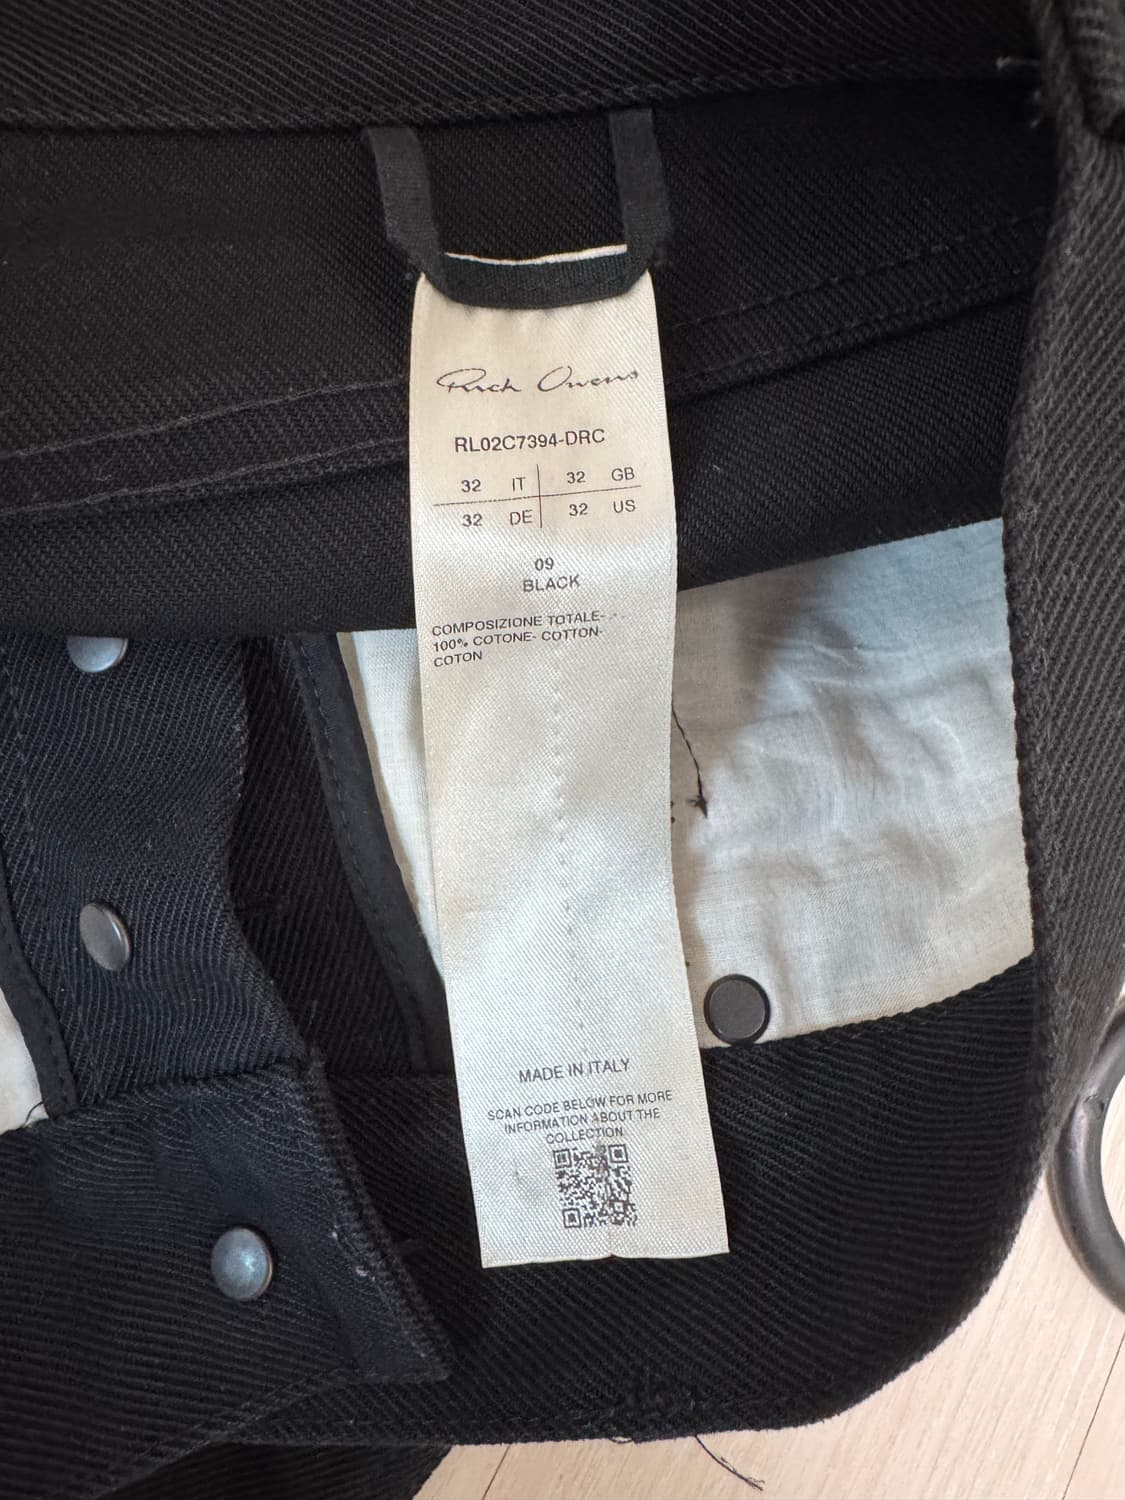 Rick Owens
RL02C7394-DRC
32 IT 32 GB
32 DE 32 US
09
BLACK
COMPOSIZIONE TOTALE-
100% COTONE- COTTON-
COTON
MADE IN ITALY
SCAN CODE BELOW FOR MORE
INFORMATION ABOUT THE
COLLECTION